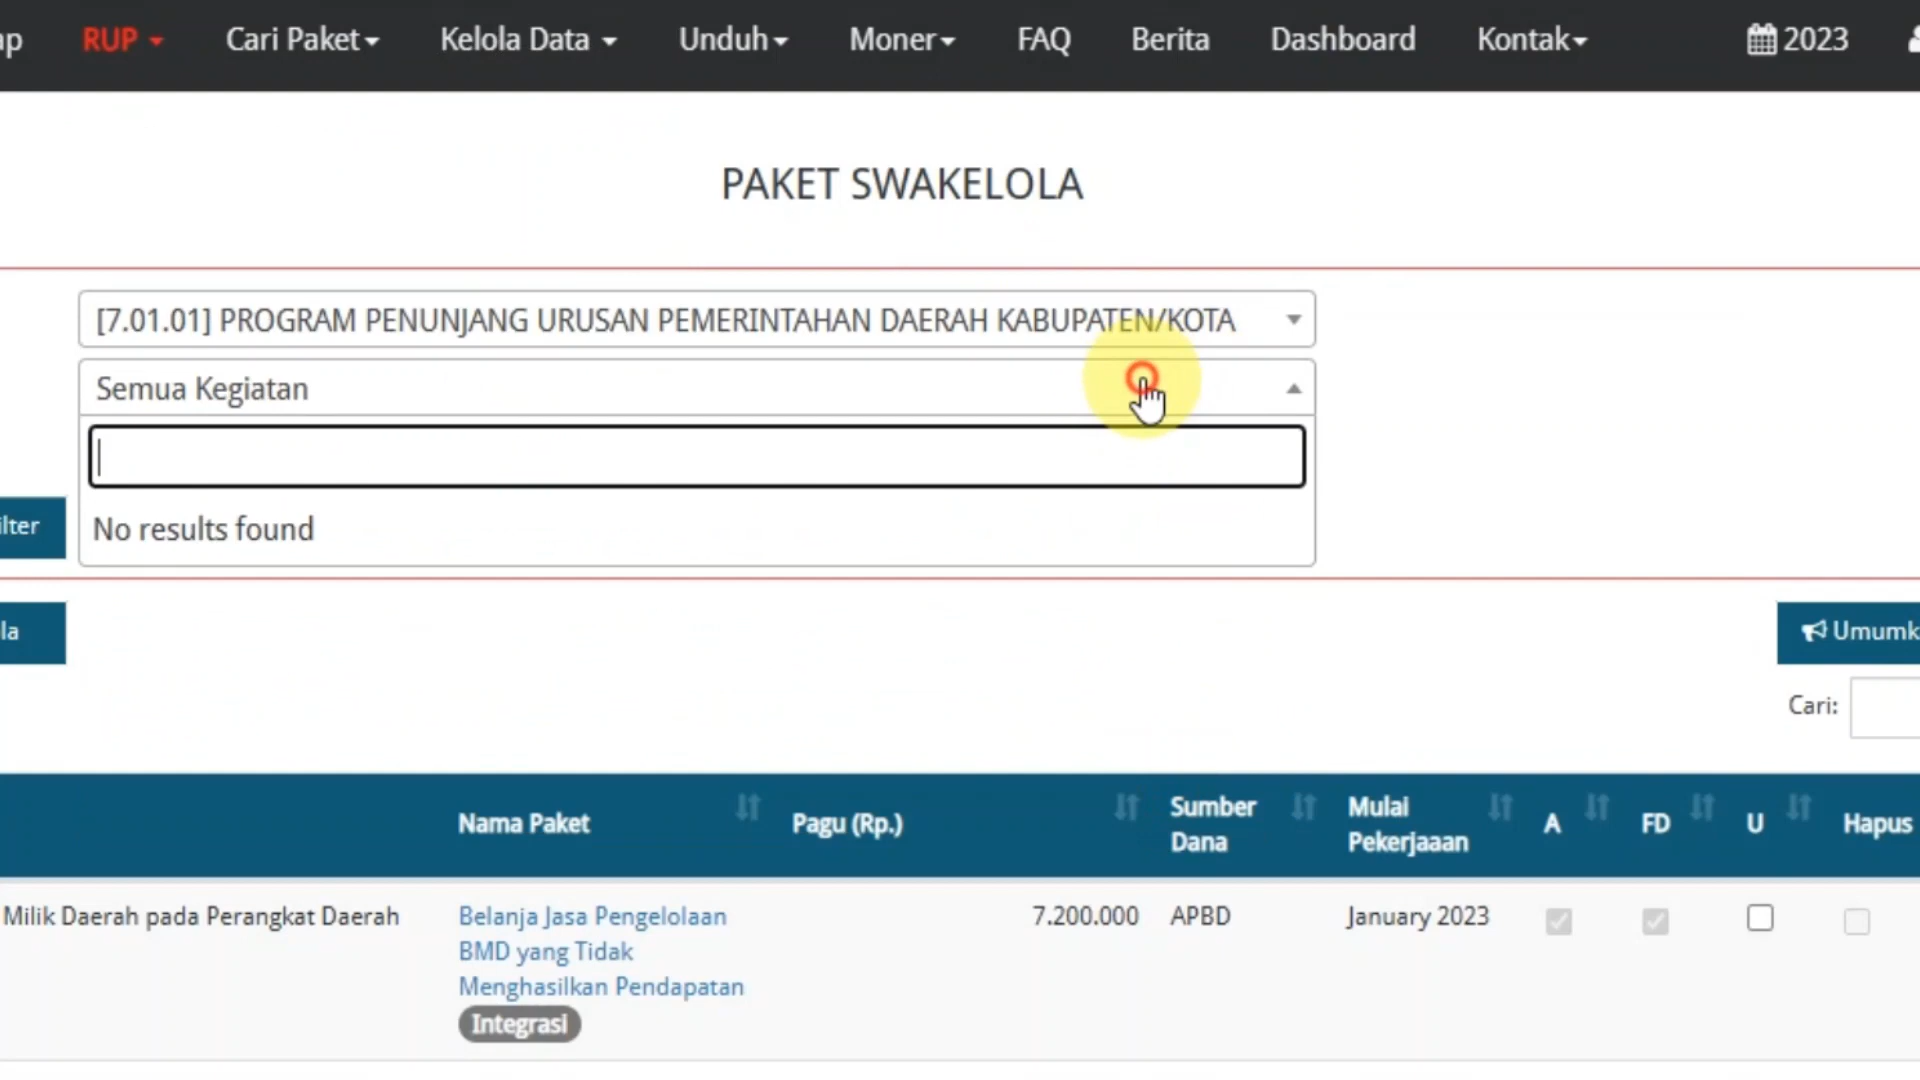 ap RUP Cari Paket Kelola Data Unduh Moner FAQ Berita Dashboard Kontak 2023
PAKET SWAKELOLA
[7.01.01] PROGRAM PENUNJANG URUSAN PEMERINTAHAN DAERAH KABUPATEN/KOTA
Semua Kegiatan
ilter
No results found
la
Umumk
Cari:
Nama Paket Pagu (Rp.) Sumber Dana Mulai Pekerjaaan A FD U Hapus
Milik Daerah pada Perangkat Daerah Belanja Jasa Pengelolaan 7.200.000 APBD January 2023
BMD yang Tidak
Menghasilkan Pendapatan
Integrasi